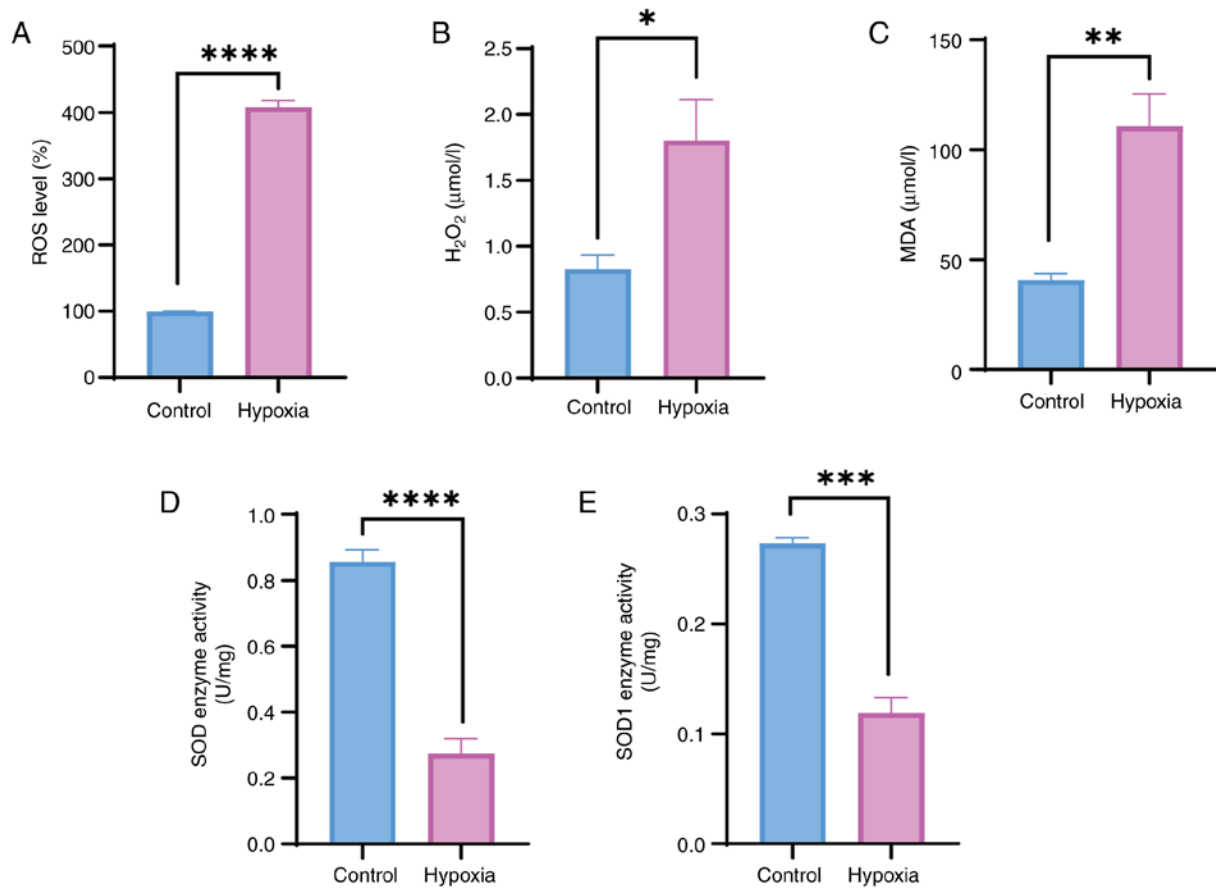 A
ROS level (%)
500
400
300
200
100
0
****
Control Hypoxia
B
H₂O₂ (μmol/l)
2.5
2.0
1.5
1.0
0.5
0.0
*
Control Hypoxia
C
MDA (μmol/l)
150
100
50
0
**
Control Hypoxia
D
SOD enzyme activity
(U/mg)
1.0
0.8
0.6
0.4
0.2
0.0
****
Control Hypoxia
E
SOD1 enzyme activity
(U/mg)
0.3
0.2
0.1
0.0
***
Control Hypoxia